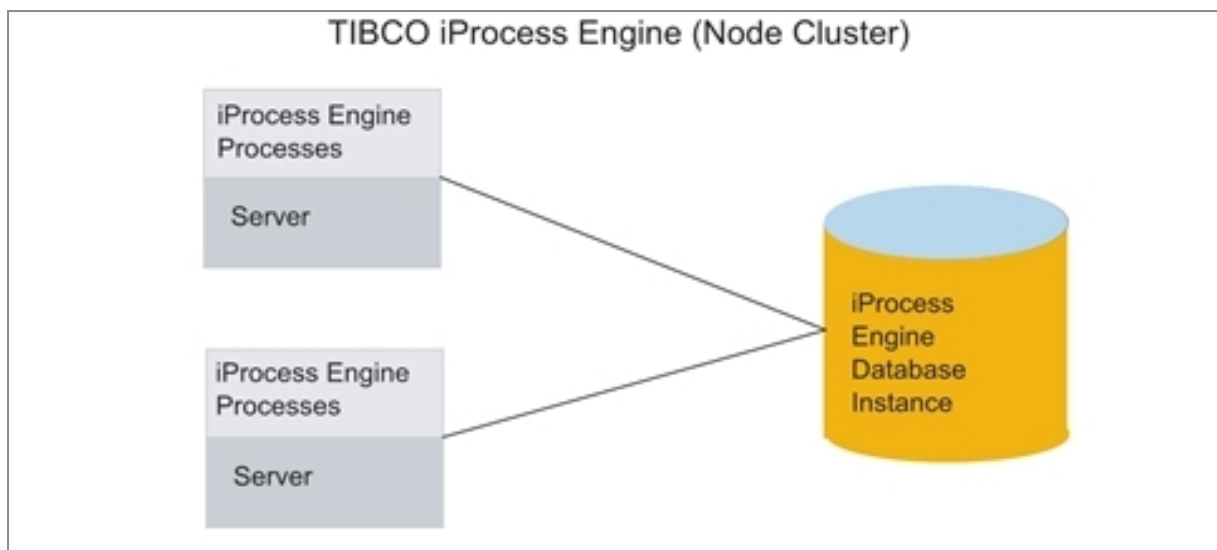 TIBCO iProcess Engine (Node Cluster)
iProcess Engine
Processes
Server
iProcess Engine
Processes
Server
iProcess
Engine
Database
Instance